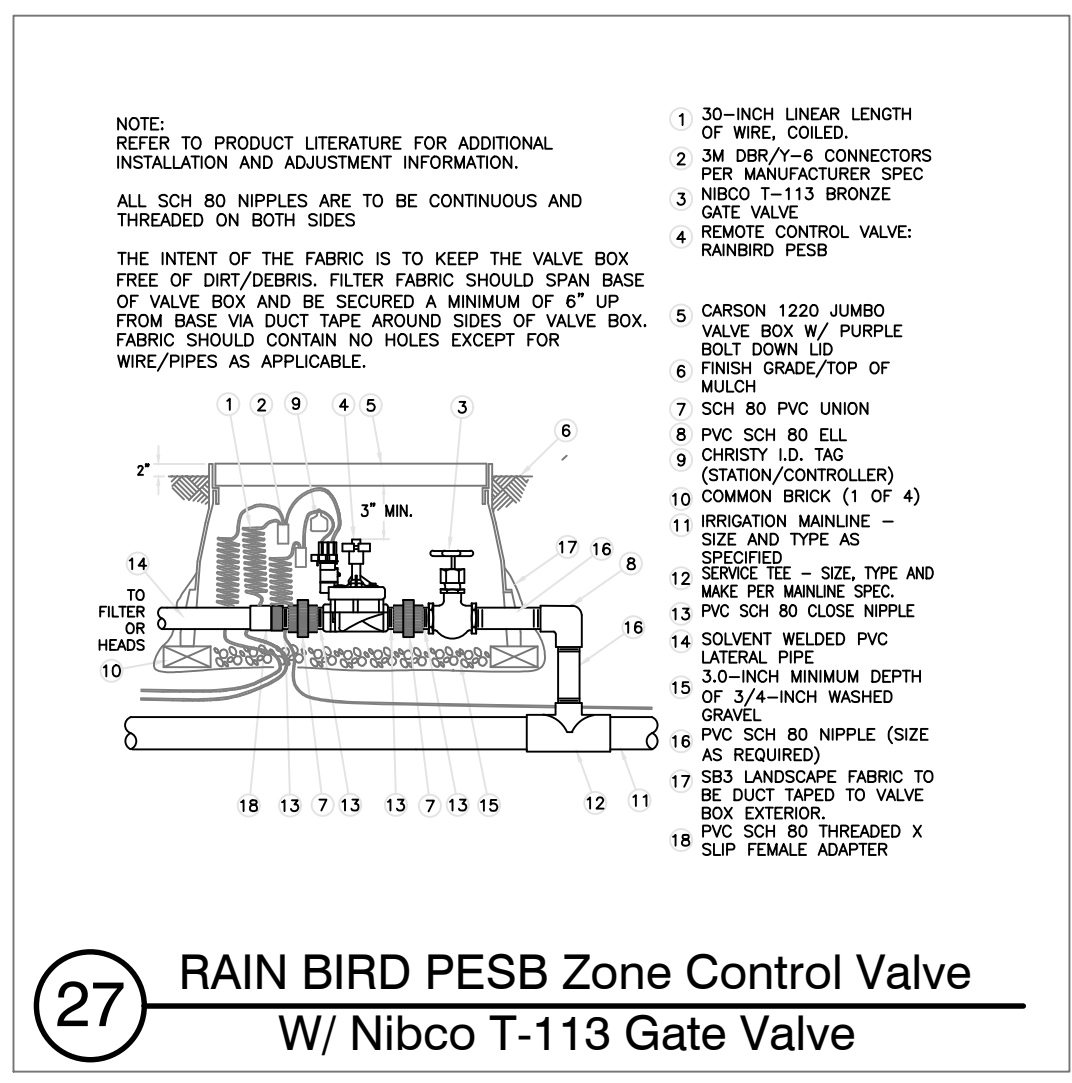 NOTE:
REFER TO PRODUCT LITERATURE FOR ADDITIONAL
INSTALLATION AND ADJUSTMENT INFORMATION.
ALL SCH 80 NIPPLES ARE TO BE CONTINUOUS AND
THREADED ON BOTH SIDES
THE INTENT OF THE FABRIC IS TO KEEP THE VALVE BOX
FREE OF DIRT/DEBRIS. FILTER FABRIC SHOULD SPAN BASE
OF VALVE BOX AND BE SECURED A MINIMUM OF 6" UP
FROM BASE VIA DUCT TAPE AROUND SIDES OF VALVE BOX.
FABRIC SHOULD CONTAIN NO HOLES EXCEPT FOR
WIRE/PIPES AS APPLICABLE.
1 30-INCH LINEAR LENGTH
OF WIRE, COILED.
2 3M DBR/Y-6 CONNECTORS
PER MANUFACTURER SPEC
3 NIBCO T-113 BRONZE
GATE VALVE
4 REMOTE CONTROL VALVE:
RAINBIRD PESB
5 CARSON 1220 JUMBO
VALVE BOX W/ PURPLE
BOLT DOWN LID
6 FINISH GRADE/TOP OF
MULCH
7 SCH 80 PVC UNION
8 PVC SCH 80 ELL
9 CHRISTY I.D. TAG
(STATION/CONTROLLER)
10 COMMON BRICK (1 OF 4)
11 IRRIGATION MAINLINE -
SIZE AND TYPE AS
SPECIFIED
12 SERVICE TEE - SIZE, TYPE AND
MAKE PER MAINLINE SPEC.
13 PVC SCH 80 CLOSE NIPPLE
14 SOLVENT WELDED PVC
LATERAL PIPE
15 3.0-INCH MINIMUM DEPTH
OF 3/4-INCH WASHED
GRAVEL
16 PVC SCH 80 NIPPLE (SIZE
AS REQUIRED)
17 SB3 LANDSCAPE FABRIC TO
BE DUCT TAPED TO VALVE
BOX EXTERIOR.
18 PVC SCH 80 THREADED X
SLIP FEMALE ADAPTER
1 2 9 4 5 3
6
2"
3" MIN.
17 16
14 8
TO
FILTER
OR
HEADS
16
10
18 13 7 13 13 7 13 15 12 11
27
RAIN BIRD PESB Zone Control Valve
W/ Nibco T-113 Gate Valve